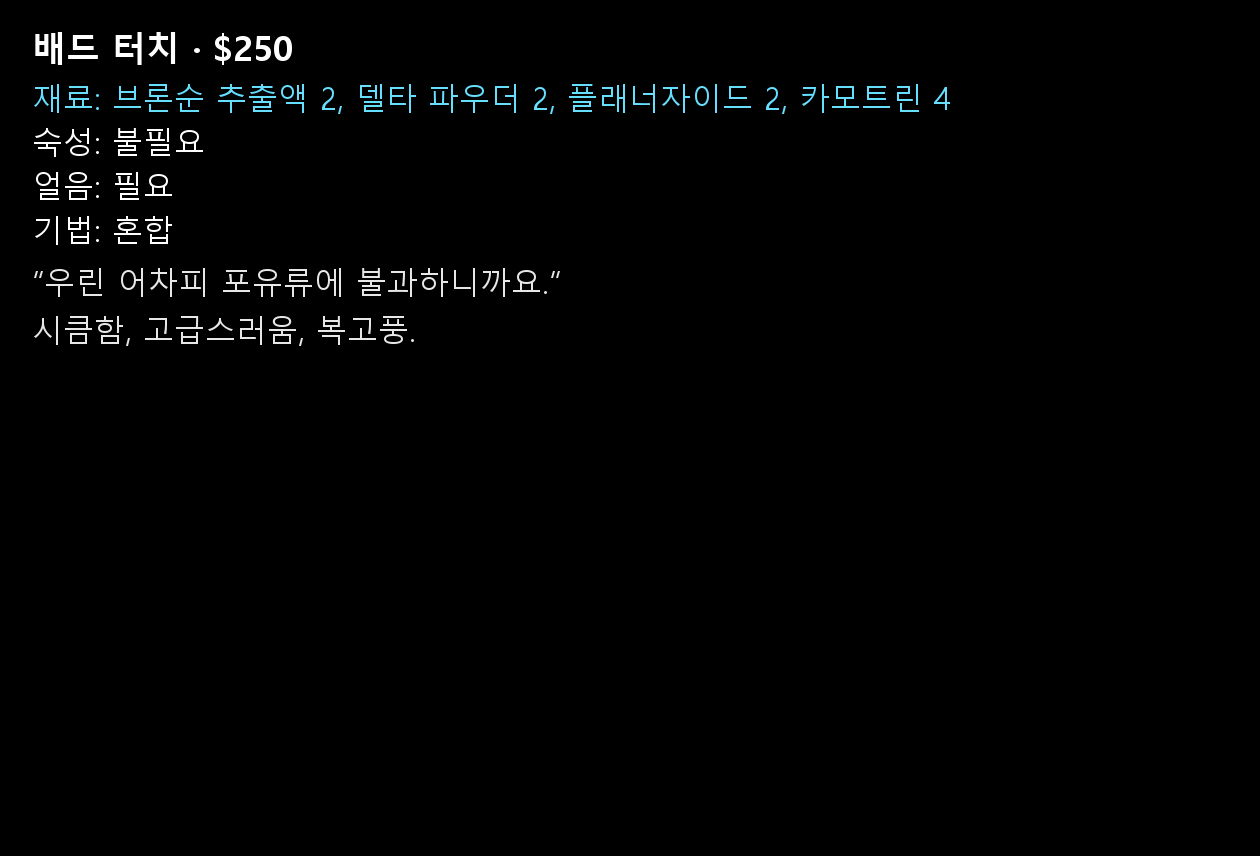 배드 터치 · $250
재료: 브론순 추출액 2, 델타 파우더 2, 플래너자이드 2, 카모트린 4
숙성: 불필요
얼음: 필요
기법: 혼합
"우린 어차피 포유류에 불과하니까요."
시큼함, 고급스러움, 복고풍.